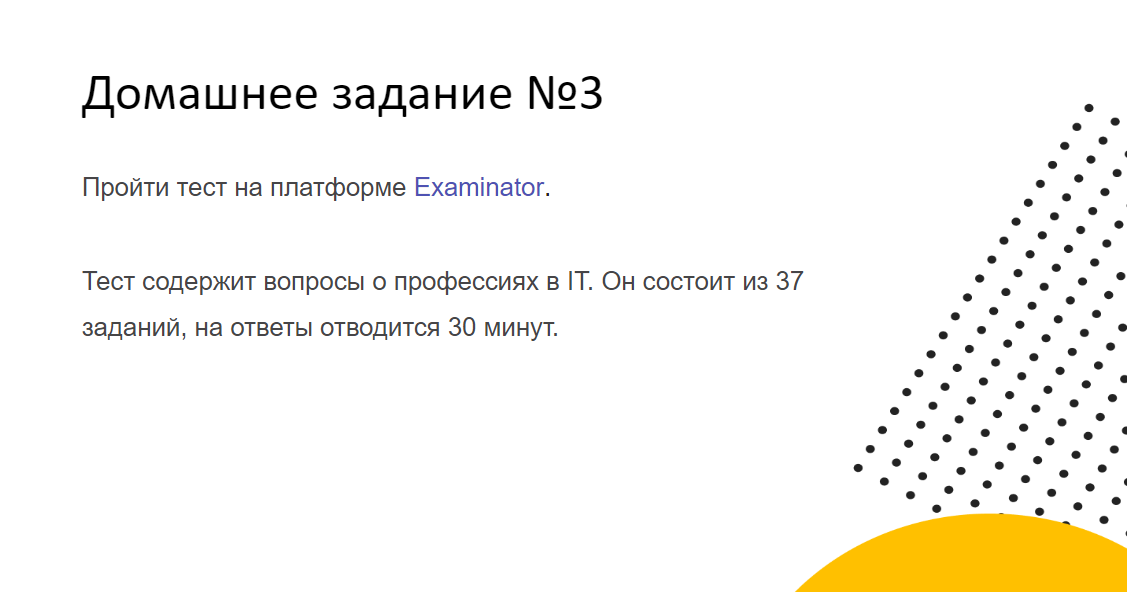 Домашнее задание №3
Пройти тест на платформе Examinator.
Тест содержит вопросы о профессиях в IT. Он состоит из 37
заданий, на ответы отводится 30 минут.